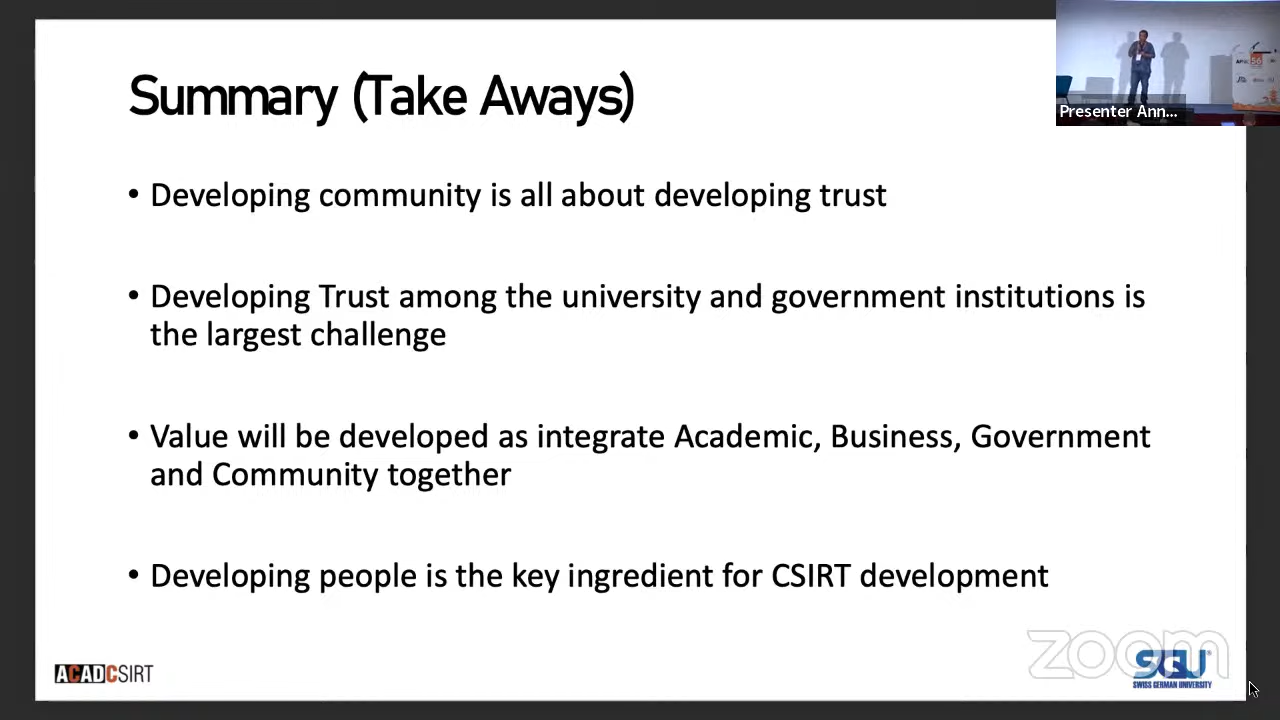 Summary (Take Aways)
Presenter Ann...
• Developing community is all about developing trust
• Developing Trust among the university and government institutions is
the largest challenge
• Value will be developed as integrate Academic, Business, Government
and Community together
• Developing people is the key ingredient for CSIRT development
ACADCSIRT
zoom
SGU
SWISS GERMAN UNIVERSITY